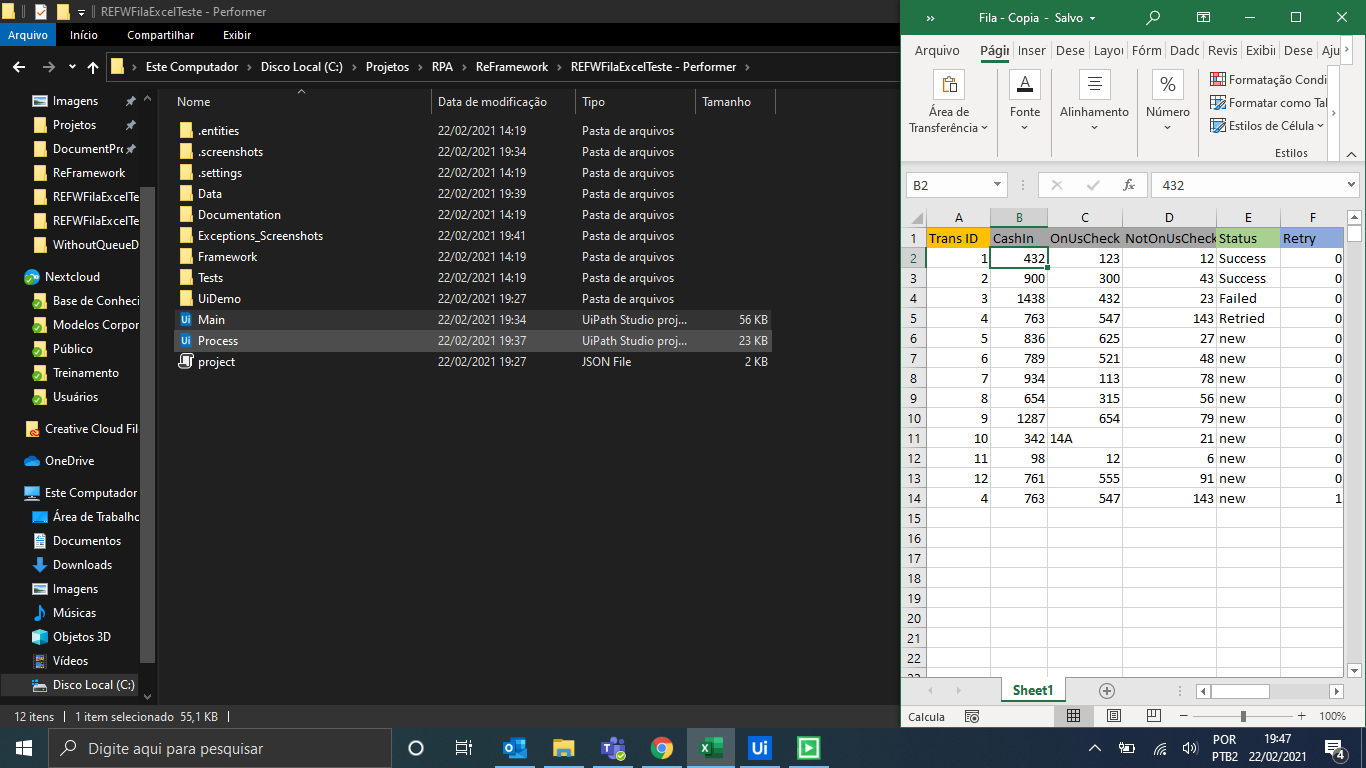 REFWFilaExcelTeste - Performer
Arquivo Início Compartilhar Exibir
Este Computador Disco Local (C:) Projetos RPA ReFramework REFWFilaExcelTeste - Performer
Imagens
Projetos
DocumentPro
ReFramework
REFWFilaExcelTe
REFWFilaExcelTe
WithoutQueueD
Nextcloud
Base de Conheci
Modelos Corpor
Público
Treinamento
Usuários
Creative Cloud Fil
OneDrive
Este Computador
Área de Trabalho
Documentos
Downloads
Imagens
Músicas
Objetos 3D
Vídeos
Disco Local (C:)
Nome Data de modificação Tipo Tamanho
.entities 22/02/2021 14:19 Pasta de arquivos
.screenshots 22/02/2021 19:34 Pasta de arquivos
.settings 22/02/2021 14:19 Pasta de arquivos
Data 22/02/2021 19:39 Pasta de arquivos
Documentation 22/02/2021 14:19 Pasta de arquivos
Exceptions_Screenshots 22/02/2021 19:41 Pasta de arquivos
Framework 22/02/2021 14:19 Pasta de arquivos
Tests 22/02/2021 14:19 Pasta de arquivos
UiDemo 22/02/2021 19:27 Pasta de arquivos
Main 22/02/2021 19:34 UiPath Studio proj... 56 KB
Process 22/02/2021 19:37 UiPath Studio proj... 23 KB
project 22/02/2021 19:27 JSON File 2 KB
12 itens 1 item selecionado 55,1 KB
Fila - Copia - Salvo
Arquivo Págir Inser Dese Layou Fórm Dadc Revis Exibi Dese Aju
Área de Transferência
Fonte
Alinhamento
Número
Formatação Condi
Formatar como Tal
Estilos de Célula
Estilos
B2 fx 432
A B C D E F
1 Trans ID CashIn OnUsCheck NotOnUsCheck Status Retry
2 1 432 123 12 Success 0
3 2 900 300 43 Success 0
4 3 1438 432 23 Failed 0
5 4 763 547 143 Retried 0
6 5 836 625 27 new 0
7 6 789 521 48 new 0
8 7 934 113 78 new 0
9 8 654 315 56 new 0
10 9 1287 654 79 new 0
11 10 342 14A 21 new 0
12 11 98 12 6 new 0
13 12 761 555 91 new 0
14 4 763 547 143 new 1
15
16
17
18
19
20
21
22
Sheet1
Calcula 100%
Digite aqui para pesquisar
Ui
POR
PTB2
19:47
22/02/2021
4